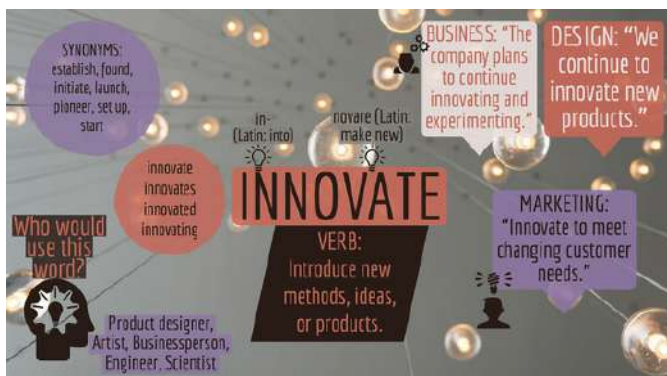 SYNONYMS:
establish, found,
initiate, launch,
pioneer, set up,
start
innovate
innovates
innovated
innovating
Who would
use this
word?
Product designer,
Artist, Businessperson,
Engineer, Scientist
in-
(Latin: into)
novare (Latin:
make new)
INNOVATE
VERB:
Introduce new
methods, ideas,
or products.
BUSINESS: "The
company plans
to continue
innovating and
experimenting."
DESIGN: "We
continue to
innovate new
products."
MARKETING:
"Innovate to meet
changing customer
needs."